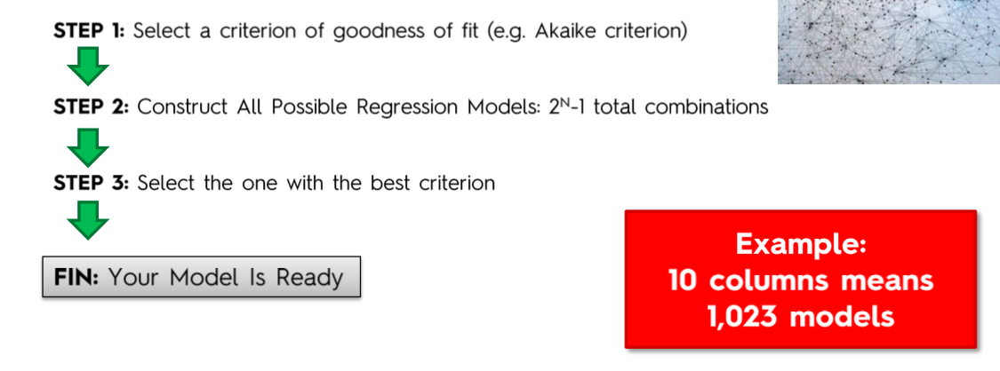 STEP 1: Select a criterion of goodness of fit (e.g. Akaike criterion)
STEP 2: Construct All Possible Regression Models: 2ᴺ-1 total combinations
STEP 3: Select the one with the best criterion
FIN: Your Model Is Ready
Example:
10 columns means
1,023 models